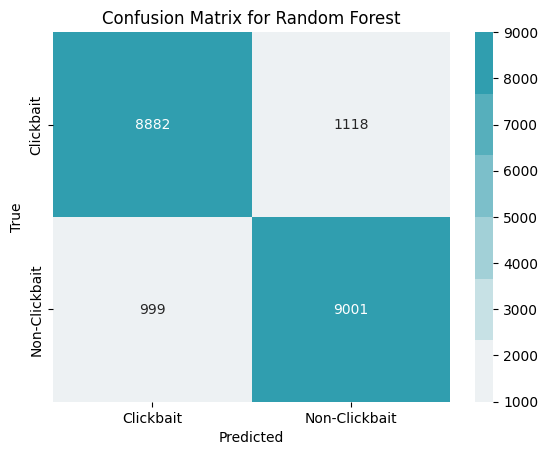 Confusion Matrix for Random Forest
True
Clickbait
Non-Clickbait
8882
1118
999
9001
Clickbait
Non-Clickbait
Predicted
9000
8000
7000
6000
5000
4000
3000
2000
1000